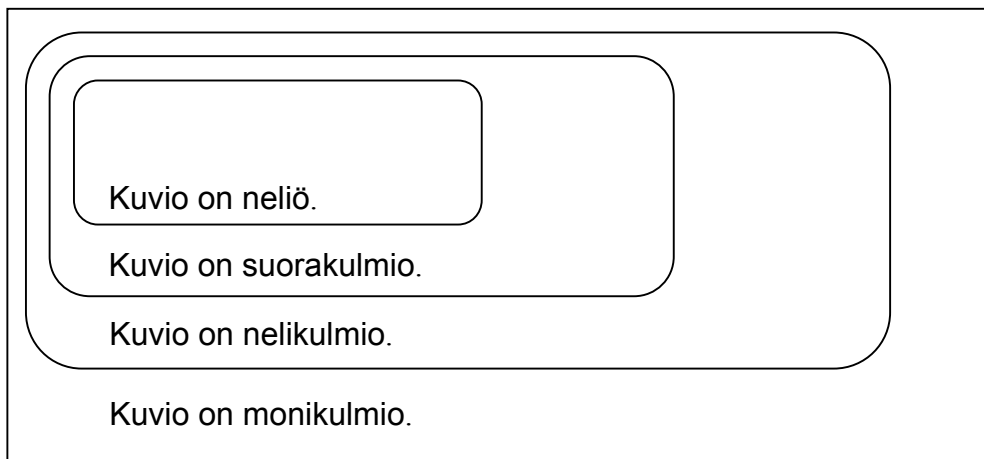 Kuvio on neliö.
Kuvio on suorakulmio.
Kuvio on nelikulmio.
Kuvio on monikulmio.